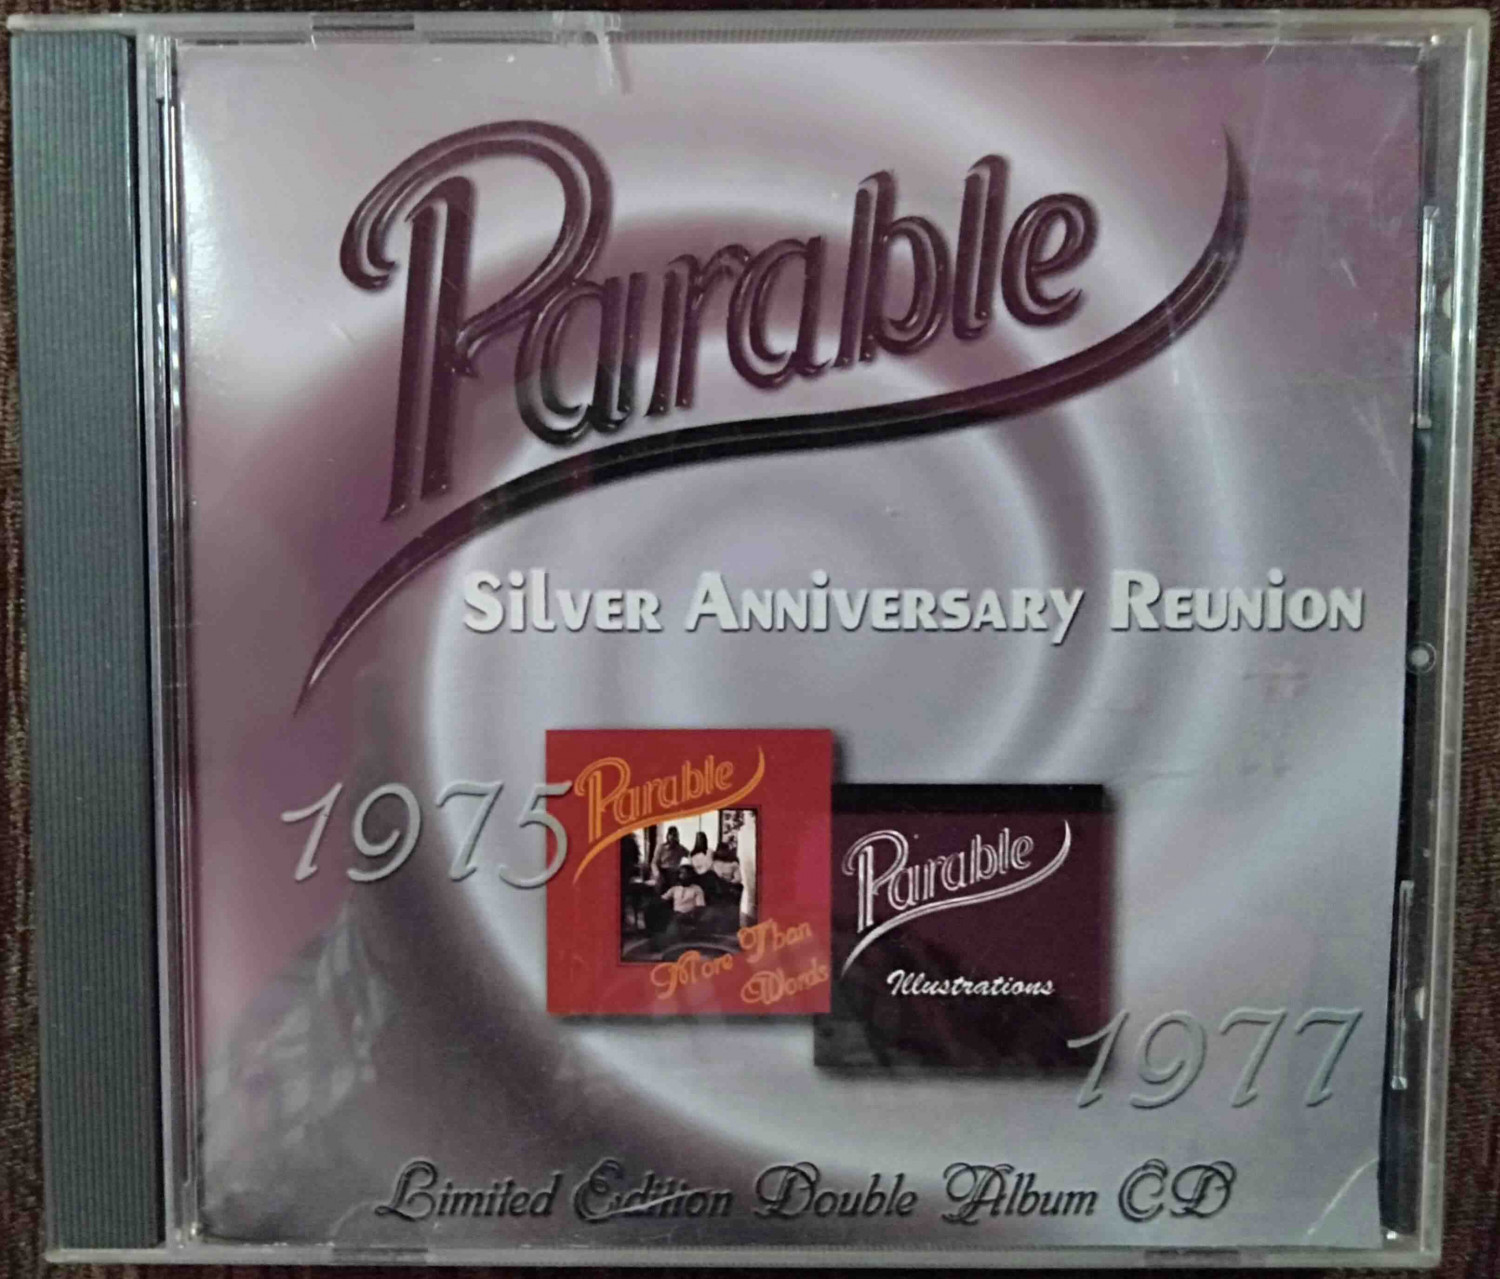 Parable
Silver Anniversary Reunion
1975
Parable
More Than
Words
Parable
Illustrations
1977
Limited Edition Double Album CD